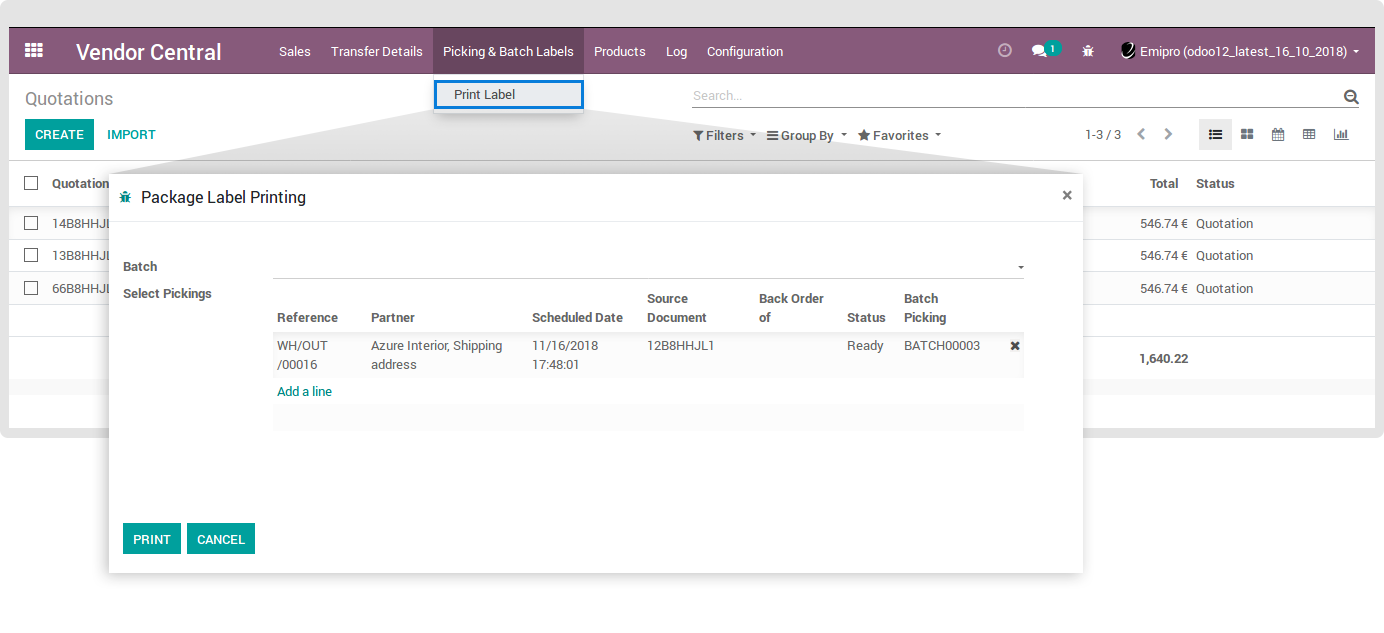 Vendor Central Sales Transfer Details Picking & Batch Labels Products Log Configuration 1 Emipro (odoo12_latest_16_10_2018)
Quotations Print Label Search...
CREATE IMPORT Filters Group By Favorites 1-3 / 3
Quotation Total Status
14B8HHJL 546.74 € Quotation
13B8HHJL 546.74 € Quotation
66B8HHJL 546.74 € Quotation
1,640.22
Package Label Printing
Batch
Select Pickings
Reference Partner Scheduled Date Source Document Back Order of Status Batch Picking
WH/OUT Azure Interior, Shipping 11/16/2018 12B8HHJL1 Ready BATCH00003
/00016 address 17:48:01
Add a line
PRINT CANCEL